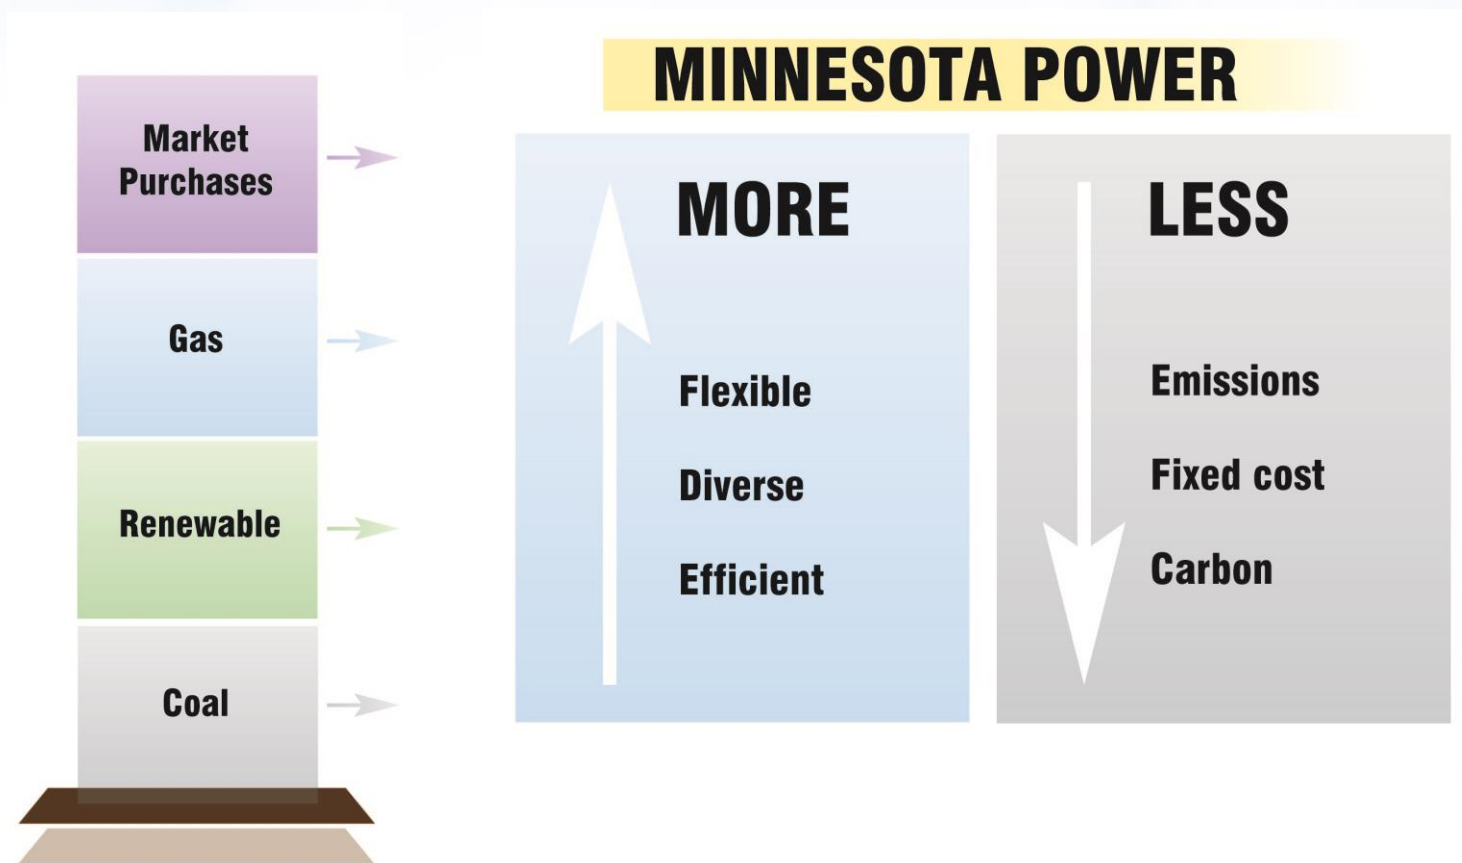 Market
Purchases
Gas
Renewable
Coal
MINNESOTA POWER
MORE
Flexible
Diverse
Efficient
LESS
Emissions
Fixed cost
Carbon